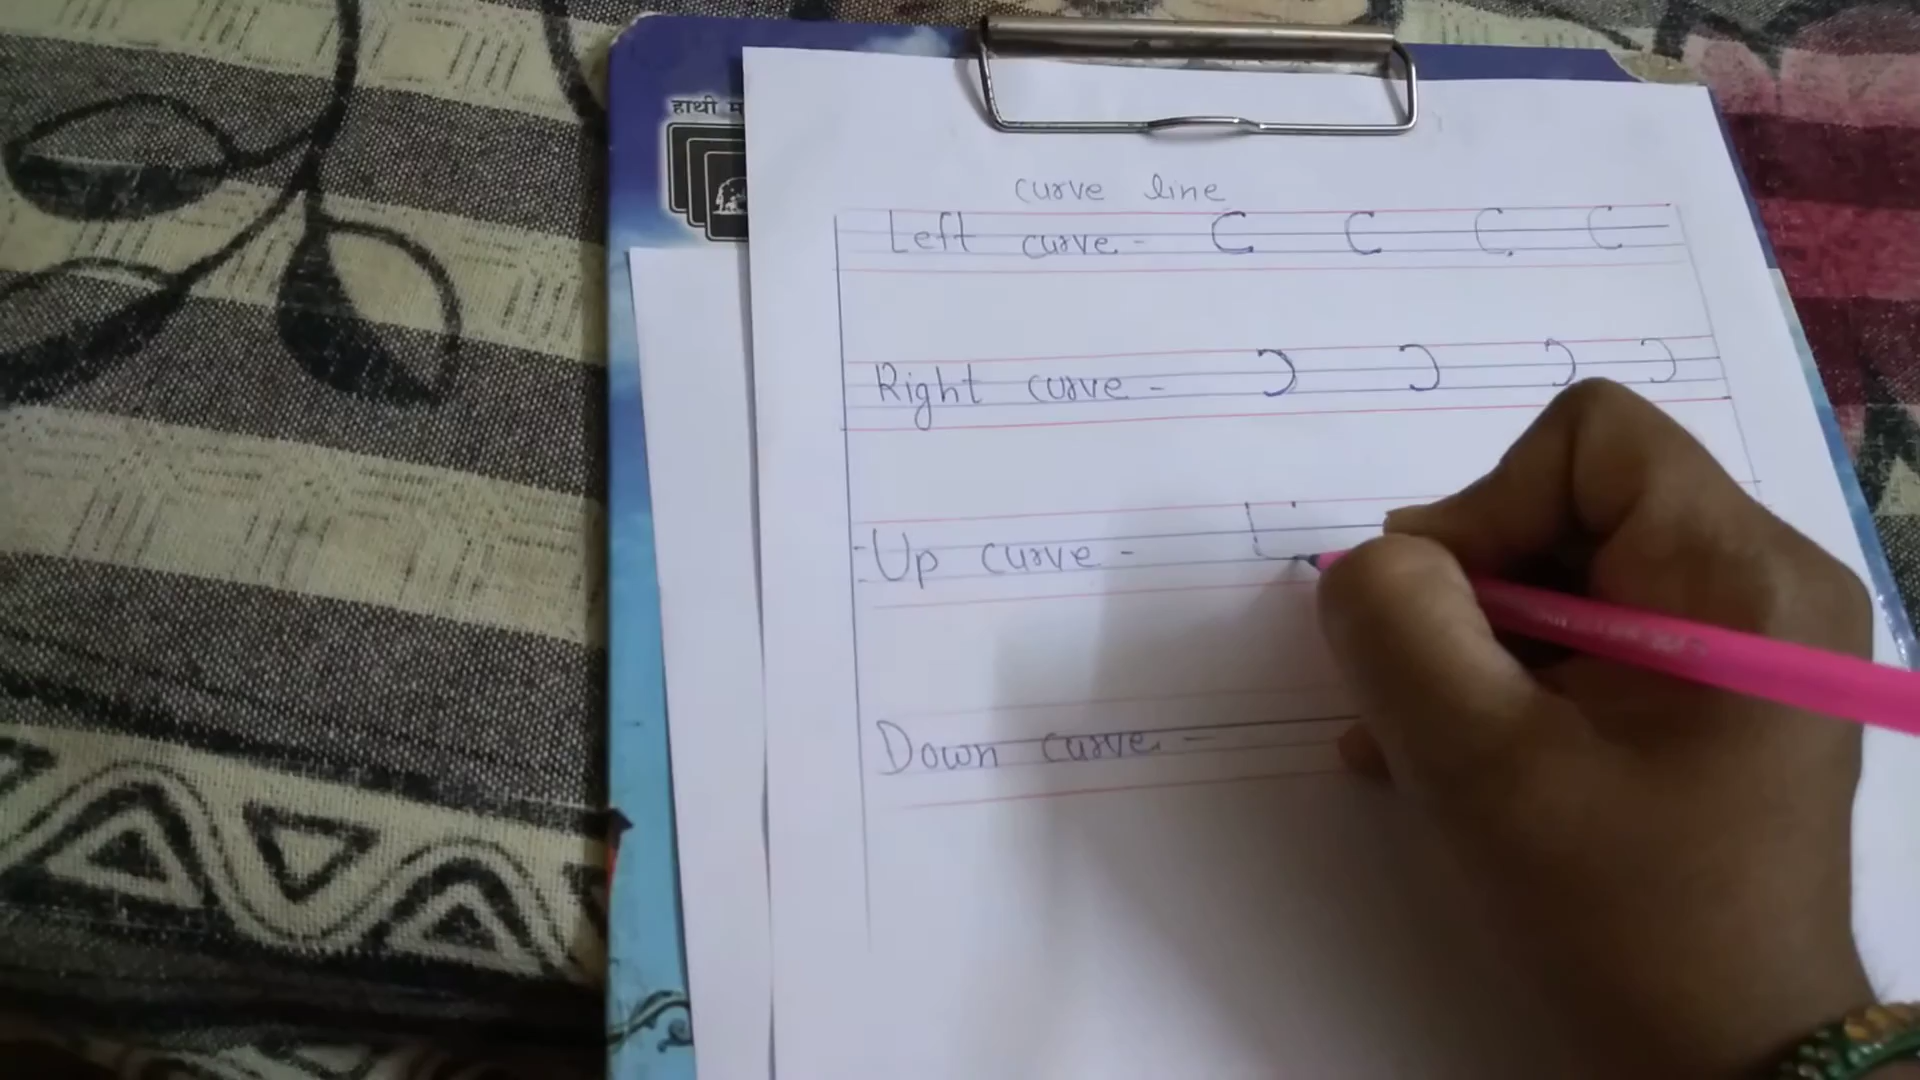 हाथी
curve line
Left curve - C C C C
Right curve -
Up curve -
Down curve. -